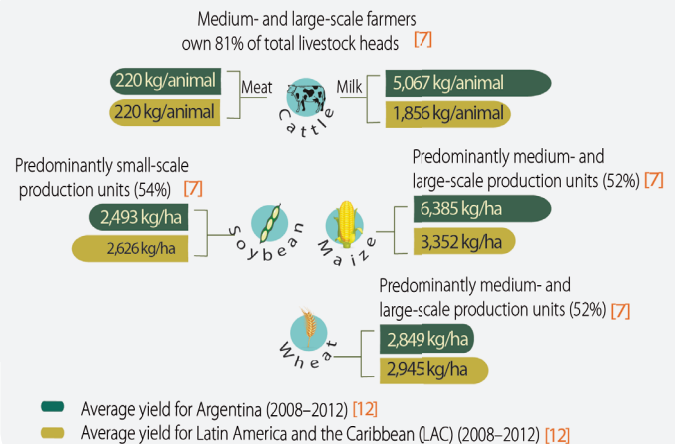 Medium- and large-scale farmers
own 81% of total livestock heads [7]
220 kg/animal
220 kg/animal
Meat
Cattle
Milk
5,067 kg/animal
1,856 kg/animal
Predominantly small-scale
production units (54%) [7]
2,493 kg/ha
2,626 kg/ha
Soybean
Predominantly medium- and
large-scale production units (52%) [7]
Maize
6,385 kg/ha
3,352 kg/ha
Predominantly medium- and
large-scale production units (52%) [7]
Wheat
2,849 kg/ha
2,945 kg/ha
Average yield for Argentina (2008–2012) [12]
Average yield for Latin America and the Caribbean (LAC) (2008–2012) [12]